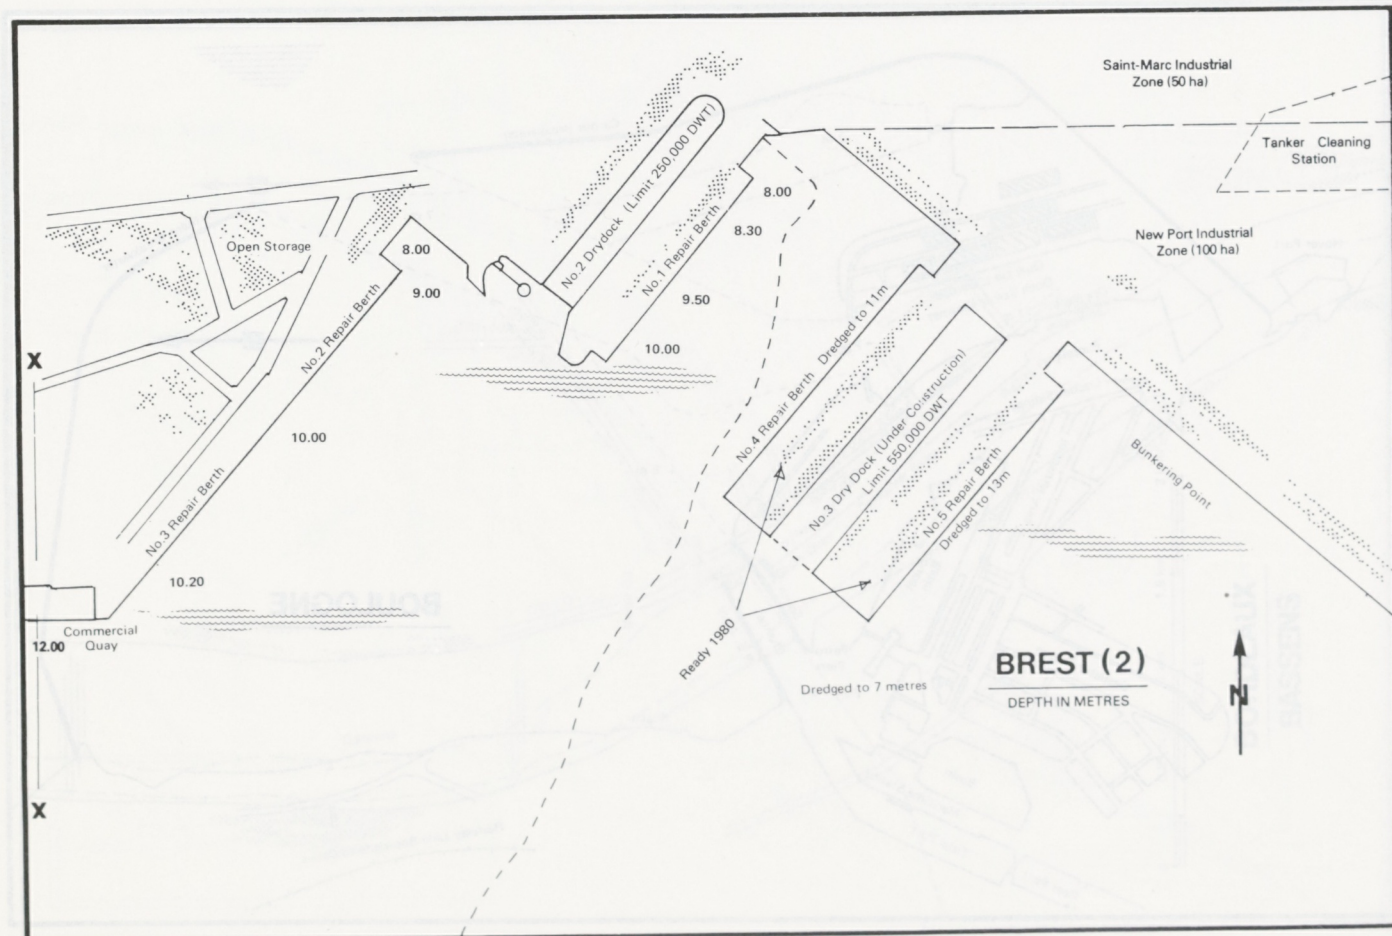 Saint-Marc Industrial
Zone (50 ha)
Tanker Cleaning
Station
New Port Industrial
Zone (100 ha)
No.2 Drydock (Limit 250,000 DWT)
8.00
No.1 Repair Berth
8.30
9.50
10.00
Open Storage
8.00
9.00
No.2 Repair Berth
X
10.00
No.3 Repair Berth
10.20
Commercial
Quay
12.00
X
No.4 Repair Berth Dredged to 11m
No.3 Dry Dock (Under Construction)
Limit 550,000 DWT
No.5 Repair Berth
Dredged to 13m
Bunkering Point
Ready 1980
Dredged to 7 metres
BREST (2)
DEPTH IN METRES
N